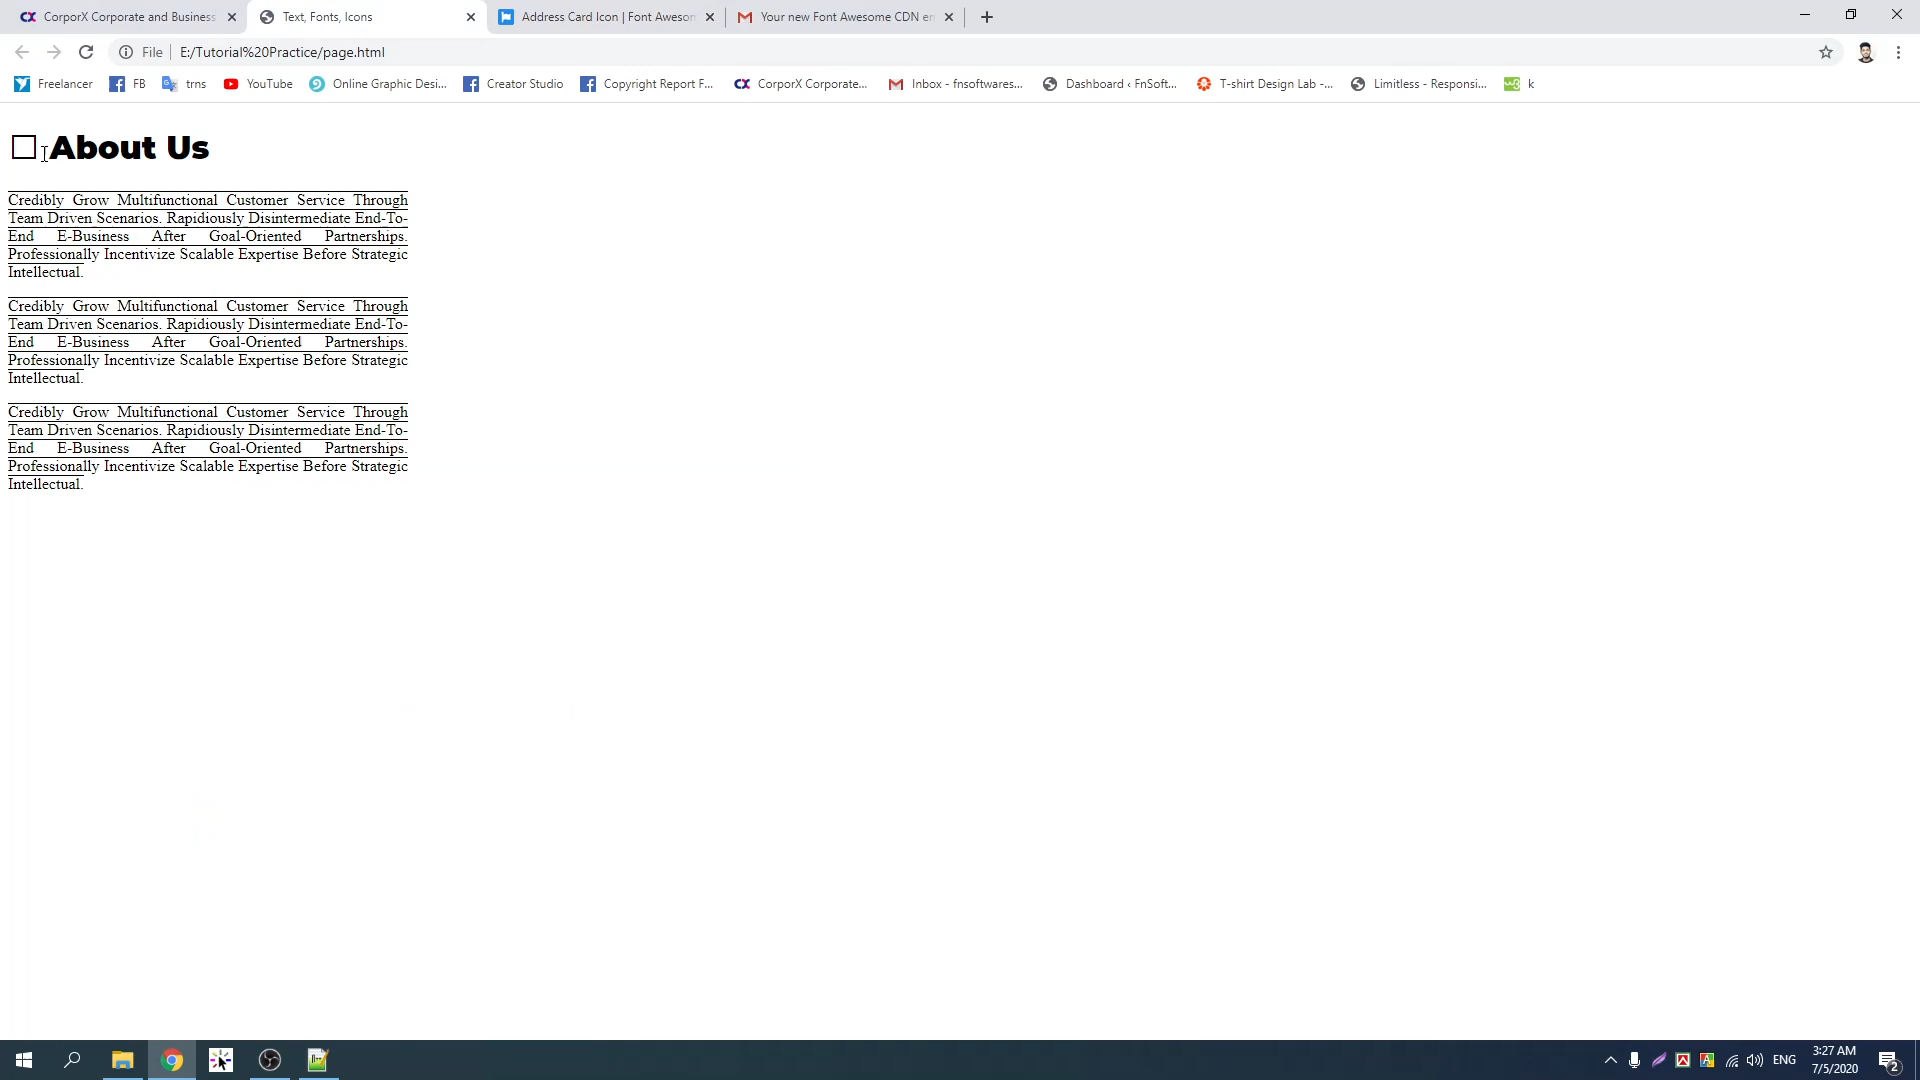 CorporX Corporate and Business
Text, Fonts, Icons
Address Card Icon | Font Awesom
Your new Font Awesome CDN em
File
E:/Tutorial%20Practice/page.html
Freelancer
FB
trns
YouTube
Online Graphic Desi...
Creator Studio
Copyright Report F...
CorporX Corporate...
Inbox - fnsoftwares...
Dashboard ‹ FnSoft...
T-shirt Design Lab -...
Limitless - Responsi...
k
About Us
Credibly Grow Multifunctional Customer Service Through
Team Driven Scenarios. Rapidiously Disintermediate End-To-
End E-Business After Goal-Oriented Partnerships.
Professionally Incentivize Scalable Expertise Before Strategic
Intellectual.
Credibly Grow Multifunctional Customer Service Through
Team Driven Scenarios. Rapidiously Disintermediate End-To-
End E-Business After Goal-Oriented Partnerships.
Professionally Incentivize Scalable Expertise Before Strategic
Intellectual.
Credibly Grow Multifunctional Customer Service Through
Team Driven Scenarios. Rapidiously Disintermediate End-To-
End E-Business After Goal-Oriented Partnerships.
Professionally Incentivize Scalable Expertise Before Strategic
Intellectual.
ENG
3:27 AM
7/5/2020
2